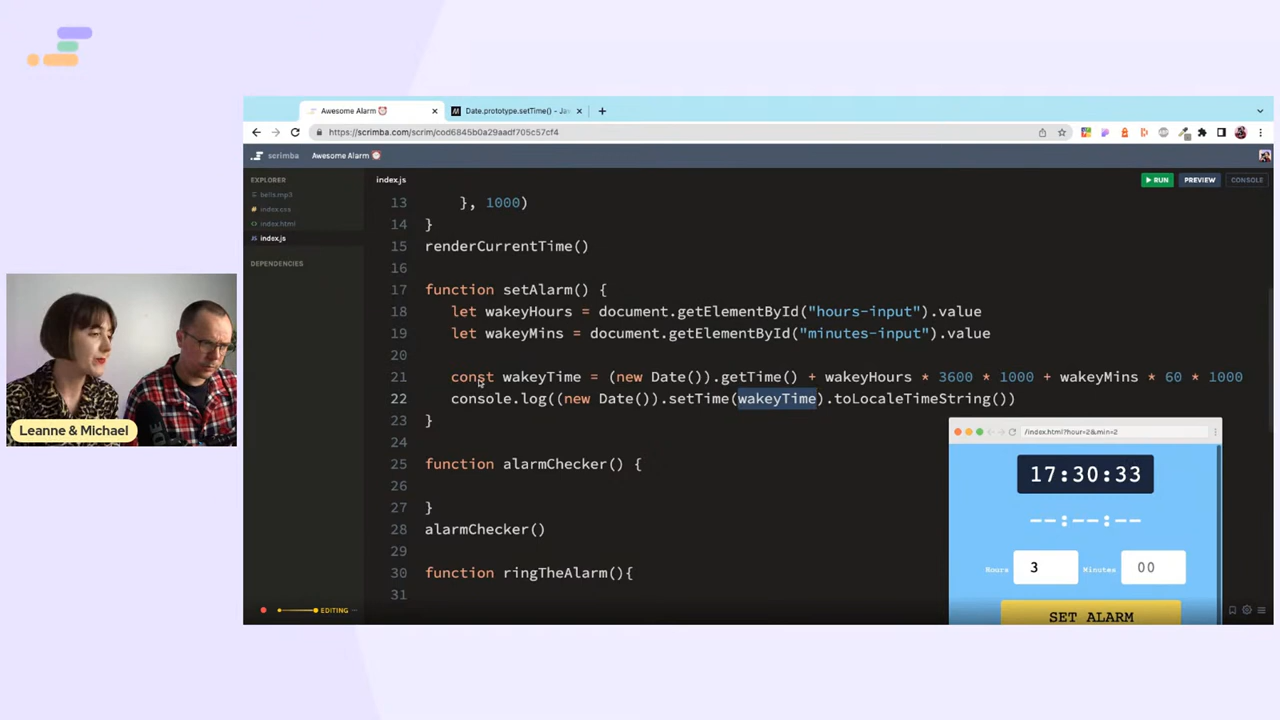 Awesome Alarm ⏰
Date.prototype.setTime() - Ja
https://scrimba.com/scrim/cod6845b0a29aadf705c57cf4
scrimba Awesome Alarm ⏰
EXPLORER
bells.mp3
index.css
index.html
index.js
DEPENDENCIES
index.js
RUN PREVIEW CONSOLE
13 }, 1000)
14 }
15 renderCurrentTime()
16
17 function setAlarm() {
18 let wakeyHours = document.getElementById("hours-input").value
19 let wakeyMins = document.getElementById("minutes-input").value
20
21 const wakeyTime = (new Date()).getTime() + wakeyHours * 3600 * 1000 + wakeyMins * 60 * 1000
22 console.log((new Date()).setTime(wakeyTime).toLocaleTimeString())
23 }
24
25 function alarmChecker() {
26
27 }
28 alarmChecker()
29
30 function ringTheAlarm(){
31
EDITING
/index.html?hour=2&min=2
17:30:33
--:--:--
Hours 3 Minutes 00
SET ALARM
Leanne & Michael